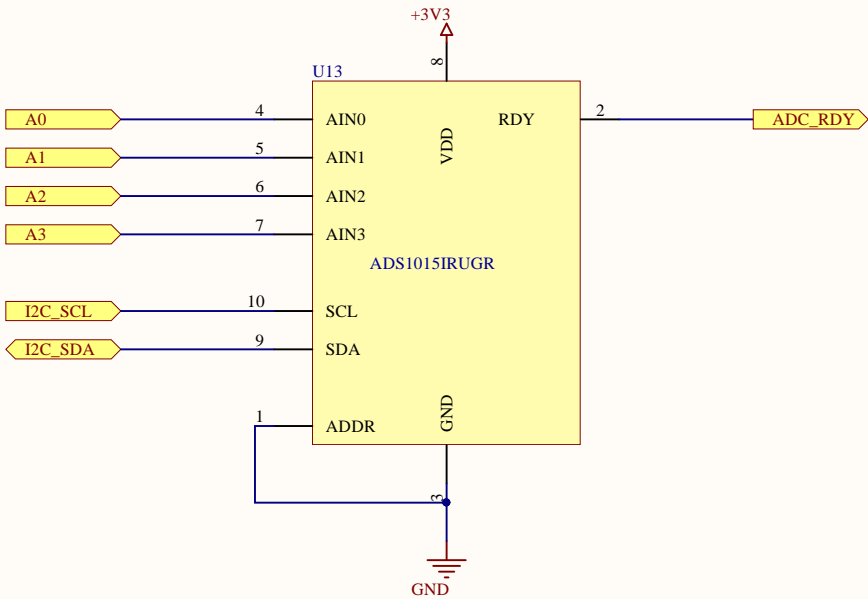 +3V3
8
U13
A0 4 AIN0 RDY 2 ADC_RDY
VDD
A1 5 AIN1
A2 6 AIN2
A3 7 AIN3
ADS1015IRUGR
I2C_SCL 10 SCL
I2C_SDA 9 SDA
1 ADDR GND
3
GND